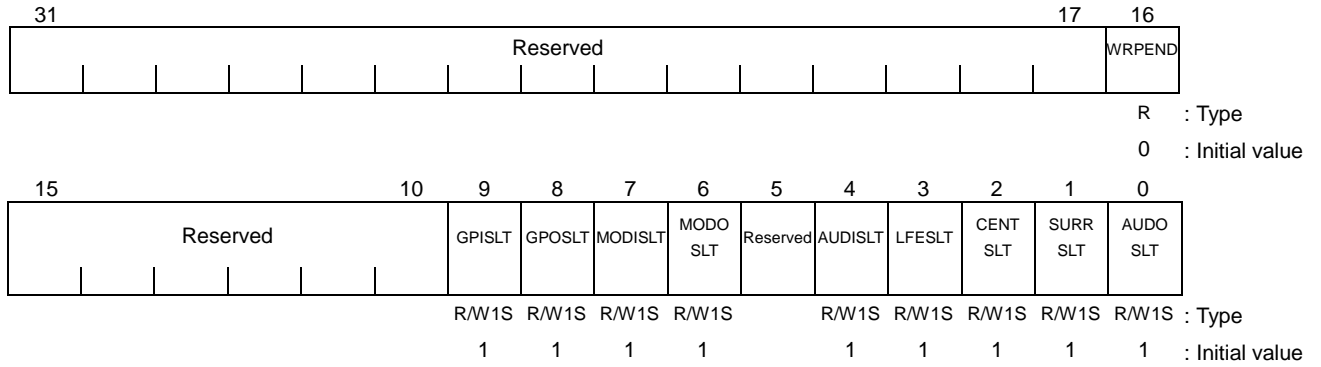 31 17 16
Reserved WRPEND
R : Type
0 : Initial value
15 10 9 8 7 6 5 4 3 2 1 0
Reserved GPISLT GPOSLT MODISLT MODO SLT Reserved AUDISLT LFESLT CENT SLT SURR SLT AUDO SLT
R/W1S R/W1S R/W1S R/W1S R/W1S R/W1S R/W1S R/W1S R/W1S : Type
1 1 1 1 1 1 1 1 1 : Initial value